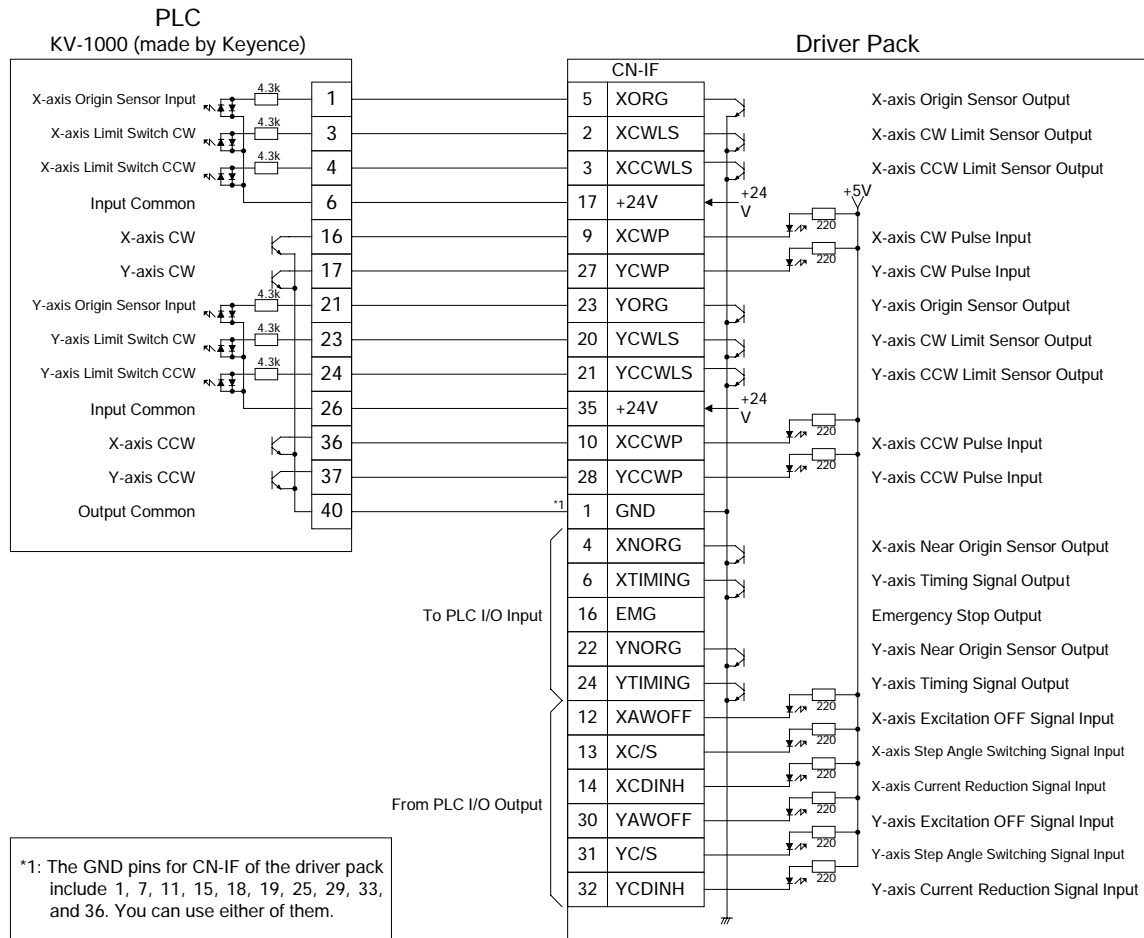 PLC
KV-1000 (made by Keyence)
Driver Pack
CN-IF
X-axis Origin Sensor Input 4.3k 1 5 XORG X-axis Origin Sensor Output
X-axis Limit Switch CW 4.3k 3 2 XCWLS X-axis CW Limit Sensor Output
X-axis Limit Switch CCW 4.3k 4 3 XCCWLS X-axis CCW Limit Sensor Output
Input Common 6 17 +24V +24 V +5V
X-axis CW 16 9 XCWP 220 X-axis CW Pulse Input
Y-axis CW 17 27 YCWP 220 Y-axis CW Pulse Input
Y-axis Origin Sensor Input 4.3k 21 23 YORG Y-axis Origin Sensor Output
Y-axis Limit Switch CW 4.3k 23 20 YCWLS Y-axis CW Limit Sensor Output
Y-axis Limit Switch CCW 4.3k 24 21 YCCWLS Y-axis CCW Limit Sensor Output
Input Common 26 35 +24V +24 V
X-axis CCW 36 10 XCCWP 220 X-axis CCW Pulse Input
Y-axis CCW 37 28 YCCWP 220 Y-axis CCW Pulse Input
Output Common 40 *1 1 GND
4 XNORG X-axis Near Origin Sensor Output
6 XTIMING Y-axis Timing Signal Output
To PLC I/O Input 16 EMG Emergency Stop Output
22 YNORG Y-axis Near Origin Sensor Output
24 YTIMING Y-axis Timing Signal Output
12 XAWOFF 220 X-axis Excitation OFF Signal Input
13 XC/S 220 X-axis Step Angle Switching Signal Input
14 XCDINH 220 X-axis Current Reduction Signal Input
From PLC I/O Output 30 YAWOFF 220 Y-axis Excitation OFF Signal Input
31 YC/S 220 Y-axis Step Angle Switching Signal Input
32 YCDINH 220 Y-axis Current Reduction Signal Input
*1: The GND pins for CN-IF of the driver pack
include 1, 7, 11, 15, 18, 19, 25, 29, 33,
and 36. You can use either of them.